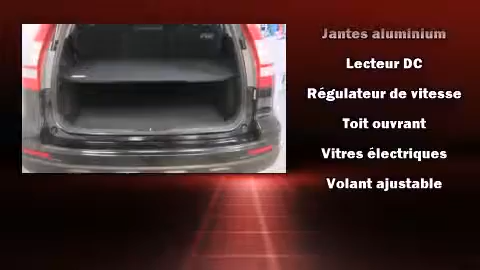 Jantes aluminium
Lecteur DC
Régulateur de vitesse
Toit ouvrant
Vitres électriques
Volant ajustable